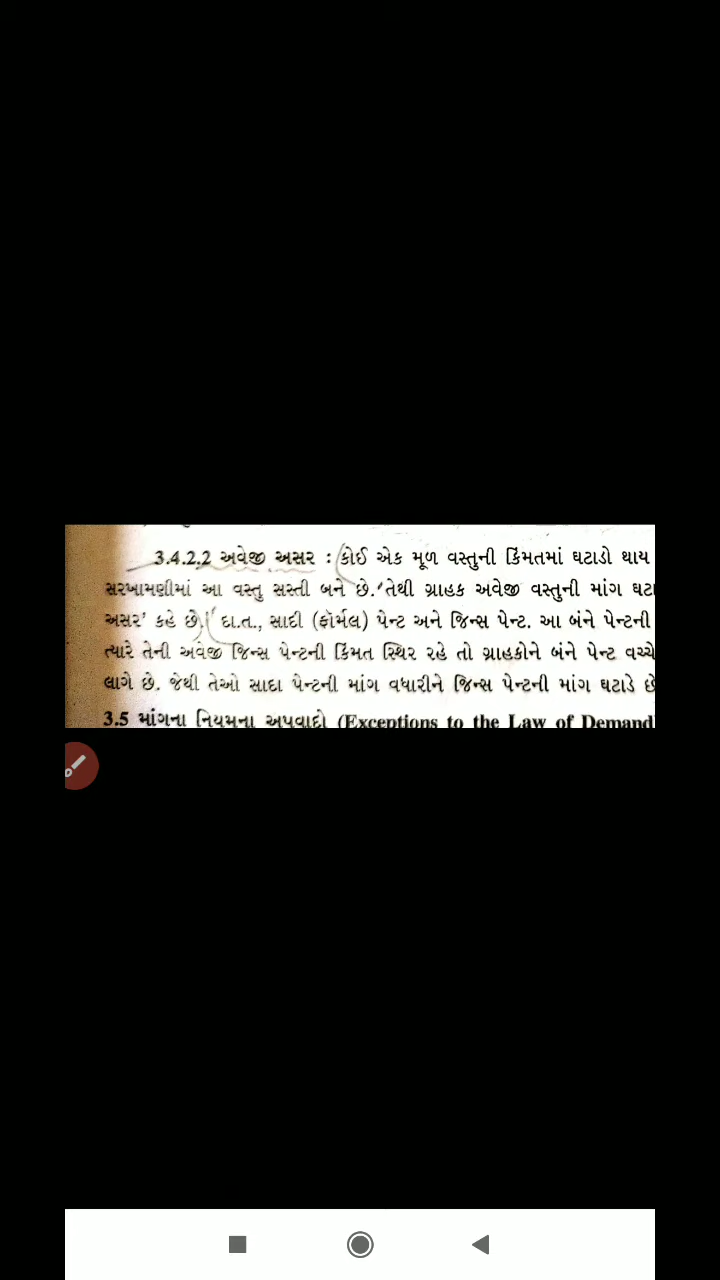 3.4.2.2 અવેજી અસર : કોઈ એક મૂળ વસ્તુની કિંમતમાં ઘટાડો થાય
સરખામણીમાં આ વસ્તુ સસ્તી બને છે. 'તેથી ગ્રાહક અવેજી વસ્તુની માંગ ઘટા
અસર' કહે છે. દા.ત., સાદી (ફૉર્મલ) પેન્ટ અને જિન્સ પેન્ટ. આ બંને પેન્ટની
ત્યારે તેની અવેજી જિન્સ પેન્ટની કિંમત સ્થિર રહે તો ગ્રાહકોને બંને પેન્ટ વચ્ચે
લાગે છે. જેથી તેઓ સાદા પેન્ટની માંગ વધારીને જિન્સ પેન્ટની માંગ ઘટાડે છે
3.5 માંગના નિયમના અપવાદો (Exceptions to the Law of Demand